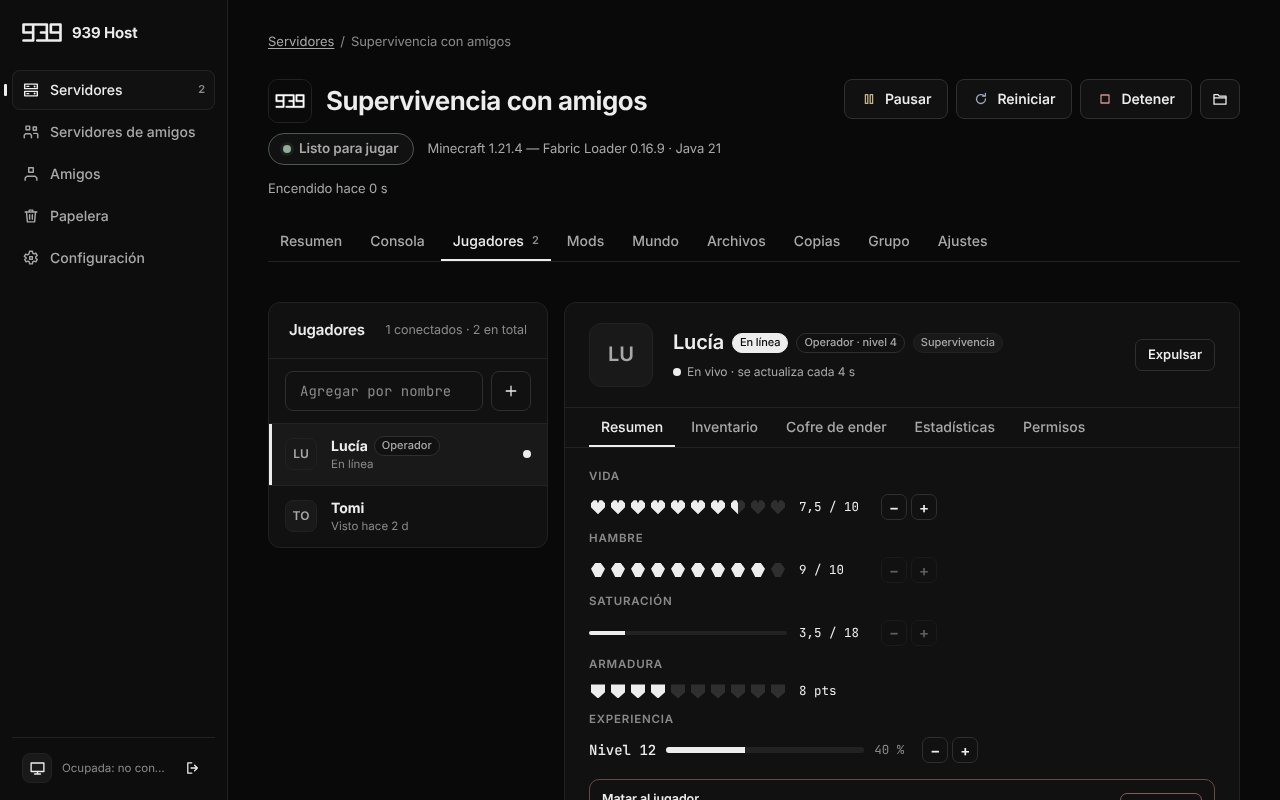 939 939 Host
Servidores 2
Servidores de amigos
Amigos
Papelera
Configuración
Ocupada: no con...
Servidores / Supervivencia con amigos
939 Supervivencia con amigos
Pausar
Reiniciar
Detener
Listo para jugar
Minecraft 1.21.4 — Fabric Loader 0.16.9 · Java 21
Encendido hace 0 s
Resumen Consola Jugadores 2 Mods Mundo Archivos Copias Grupo Ajustes
Jugadores 1 conectados · 2 en total
Agregar por nombre +
LU Lucía Operador
En línea
TO Tomi
Visto hace 2 d
LU Lucía En línea Operador · nivel 4 Supervivencia
En vivo · se actualiza cada 4 s
Expulsar
Resumen Inventario Cofre de ender Estadísticas Permisos
VIDA
7,5 / 10 − +
HAMBRE
9 / 10 − +
SATURACIÓN
3,5 / 18 − +
ARMADURA
8 pts
EXPERIENCIA
Nivel 12 40 % − +
Matar al jugador